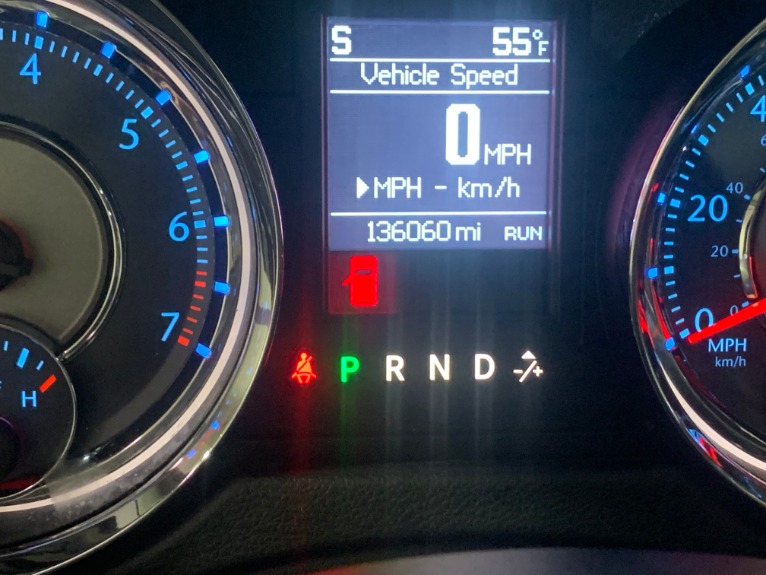 4
5
6
7
H
S 55°F
Vehicle Speed
0 MPH
▶MPH - km/h
136060 mi RUN
P R N D -/+
40
20
20
0
0
MPH
km/h